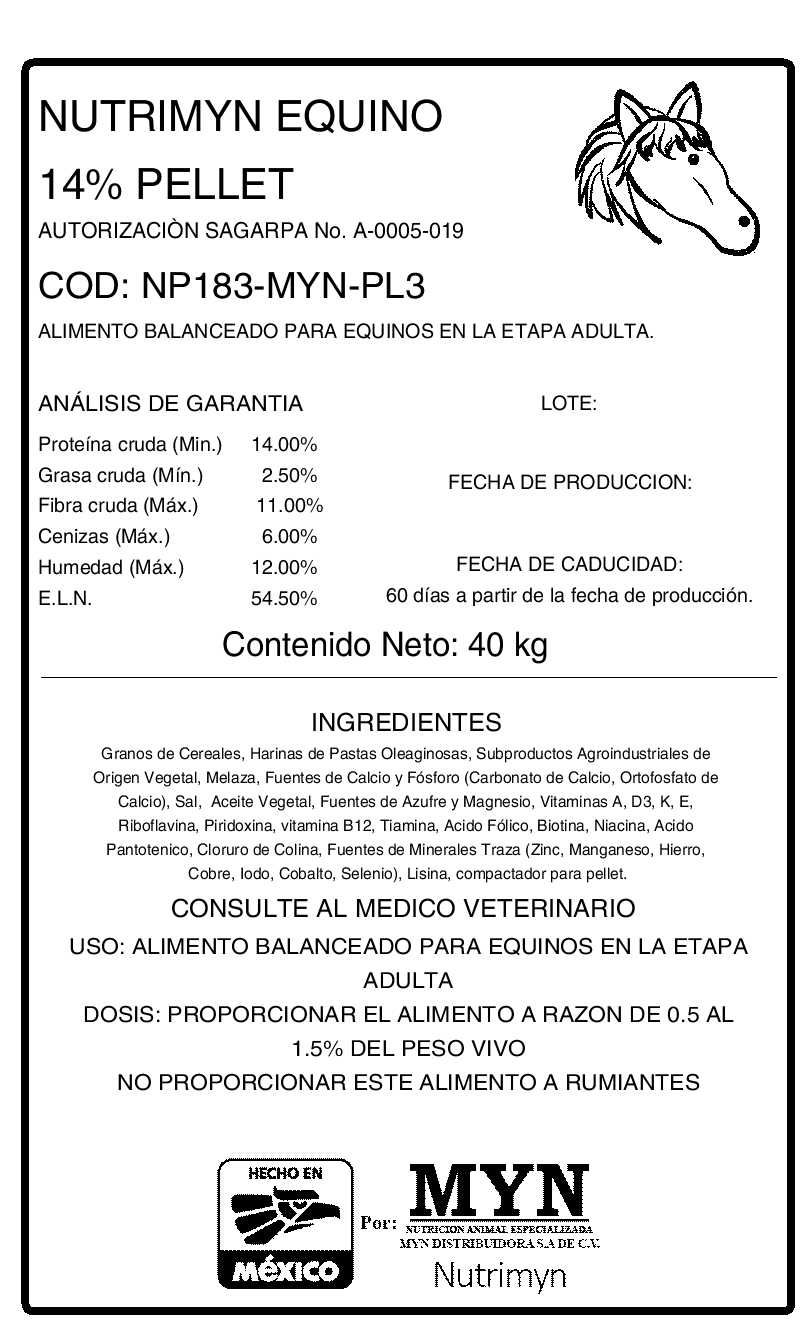 NUTRIMYN EQUINO
14% PELLET
AUTORIZACIÒN SAGARPA No. A-0005-019
COD: NP183-MYN-PL3
ALIMENTO BALANCEADO PARA EQUINOS EN LA ETAPA ADULTA.
ANÁLISIS DE GARANTIA
Proteína cruda (Min.) 14.00%
Grasa cruda (Mín.) 2.50%
Fibra cruda (Máx.) 11.00%
Cenizas (Máx.) 6.00%
Humedad (Máx.) 12.00%
E.L.N. 54.50%
LOTE:
FECHA DE PRODUCCION:
FECHA DE CADUCIDAD:
60 días a partir de la fecha de producción.
Contenido Neto: 40 kg
INGREDIENTES
Granos de Cereales, Harinas de Pastas Oleaginosas, Subproductos Agroindustriales de
Origen Vegetal, Melaza, Fuentes de Calcio y Fósforo (Carbonato de Calcio, Ortofosfato de
Calcio), Sal, Aceite Vegetal, Fuentes de Azufre y Magnesio, Vitaminas A, D3, K, E,
Riboflavina, Piridoxina, vitamina B12, Tiamina, Acido Fólico, Biotina, Niacina, Acido
Pantotenico, Cloruro de Colina, Fuentes de Minerales Traza (Zinc, Manganeso, Hierro,
Cobre, Iodo, Cobalto, Selenio), Lisina, compactador para pellet.
CONSULTE AL MEDICO VETERINARIO
USO: ALIMENTO BALANCEADO PARA EQUINOS EN LA ETAPA
ADULTA
DOSIS: PROPORCIONAR EL ALIMENTO A RAZON DE 0.5 AL
1.5% DEL PESO VIVO
NO PROPORCIONAR ESTE ALIMENTO A RUMIANTES
HECHO EN
MéXICO
Por:
MYN
NUTRICION ANIMAL ESPECIALIZADA
MYN DISTRIBUIDORA S.A DE C.V.
Nutrimyn